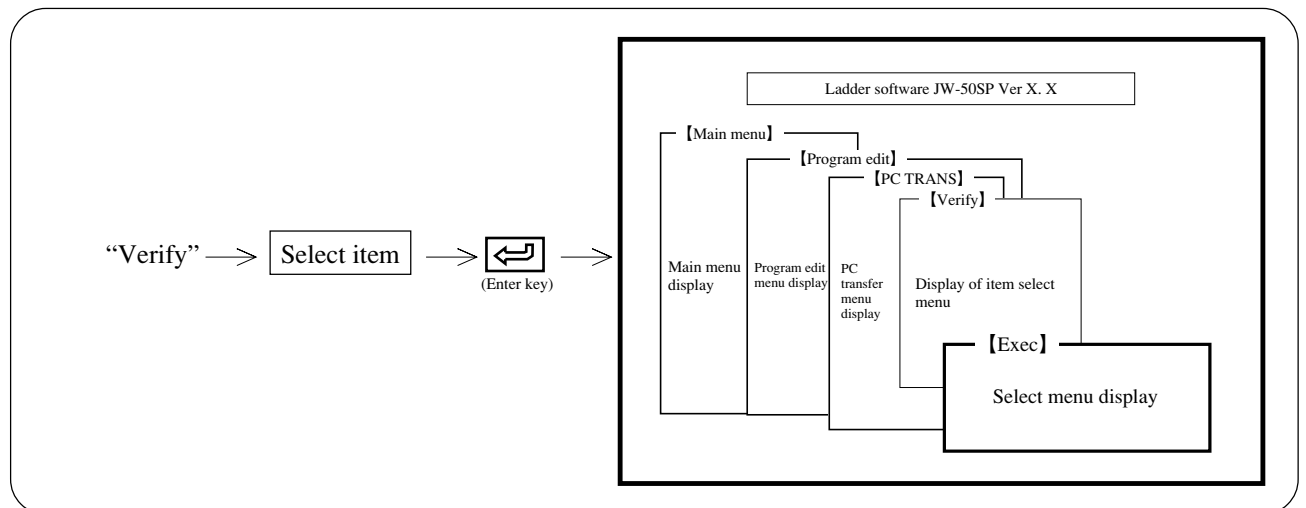 Ladder software JW-50SP Ver X. X
【Main menu】
【Program edit】
【PC TRANS】
【Verify】
“Verify”
Select item
(Enter key)
Main menu
display
Program edit
menu display
PC
transfer
menu
display
Display of item select
menu
【Exec】
Select menu display